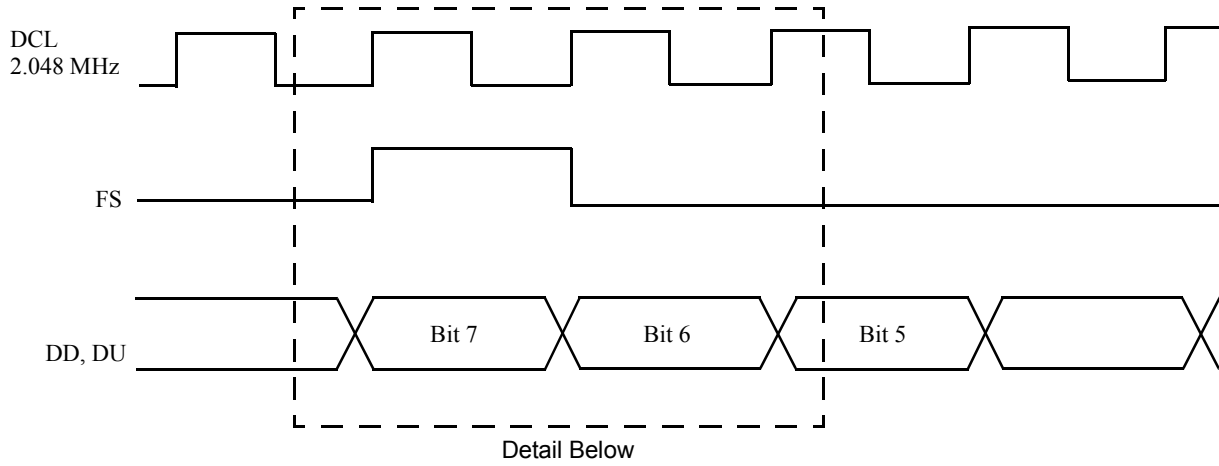 DCL
2.048 MHz
FS
DD, DU
Bit 7
Bit 6
Bit 5
Detail Below